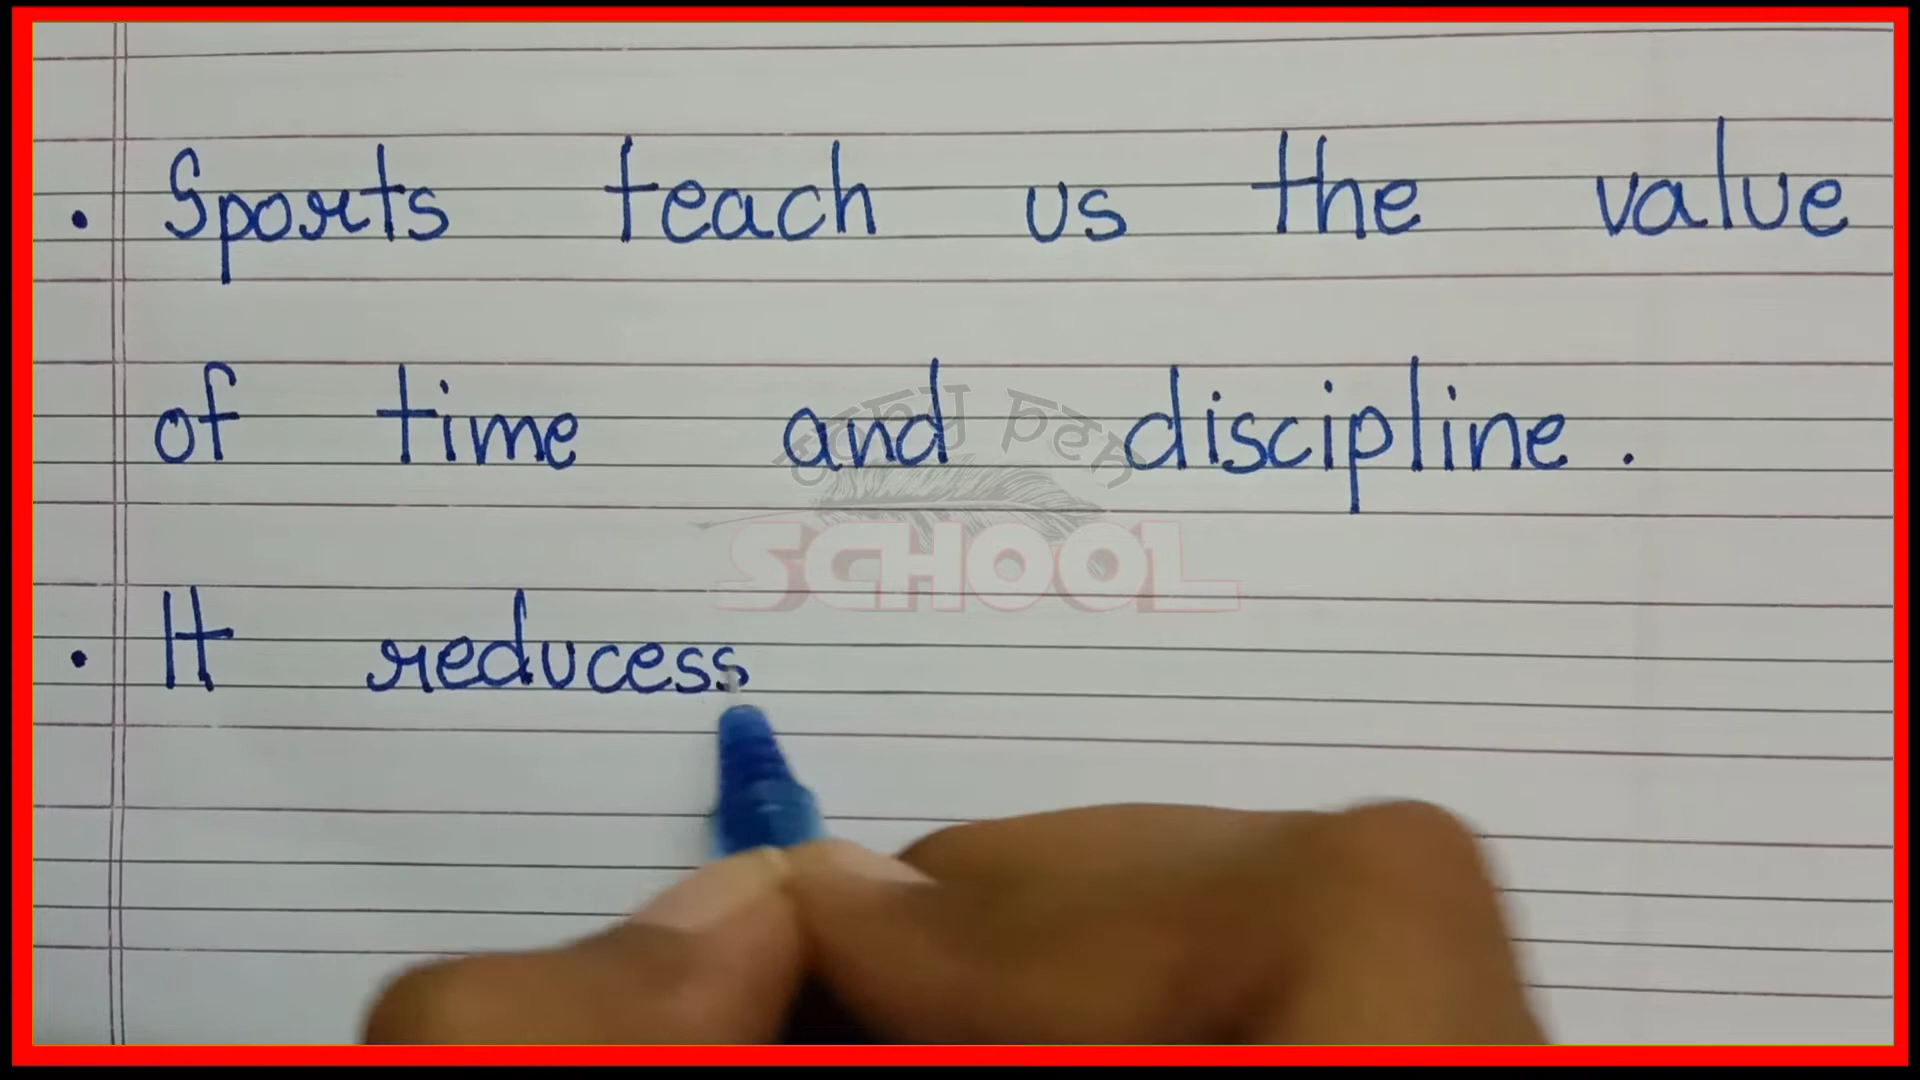 . Sports teach us the value
of time and discipline.
कॉपी पेन
SCHOOL
. It reducess